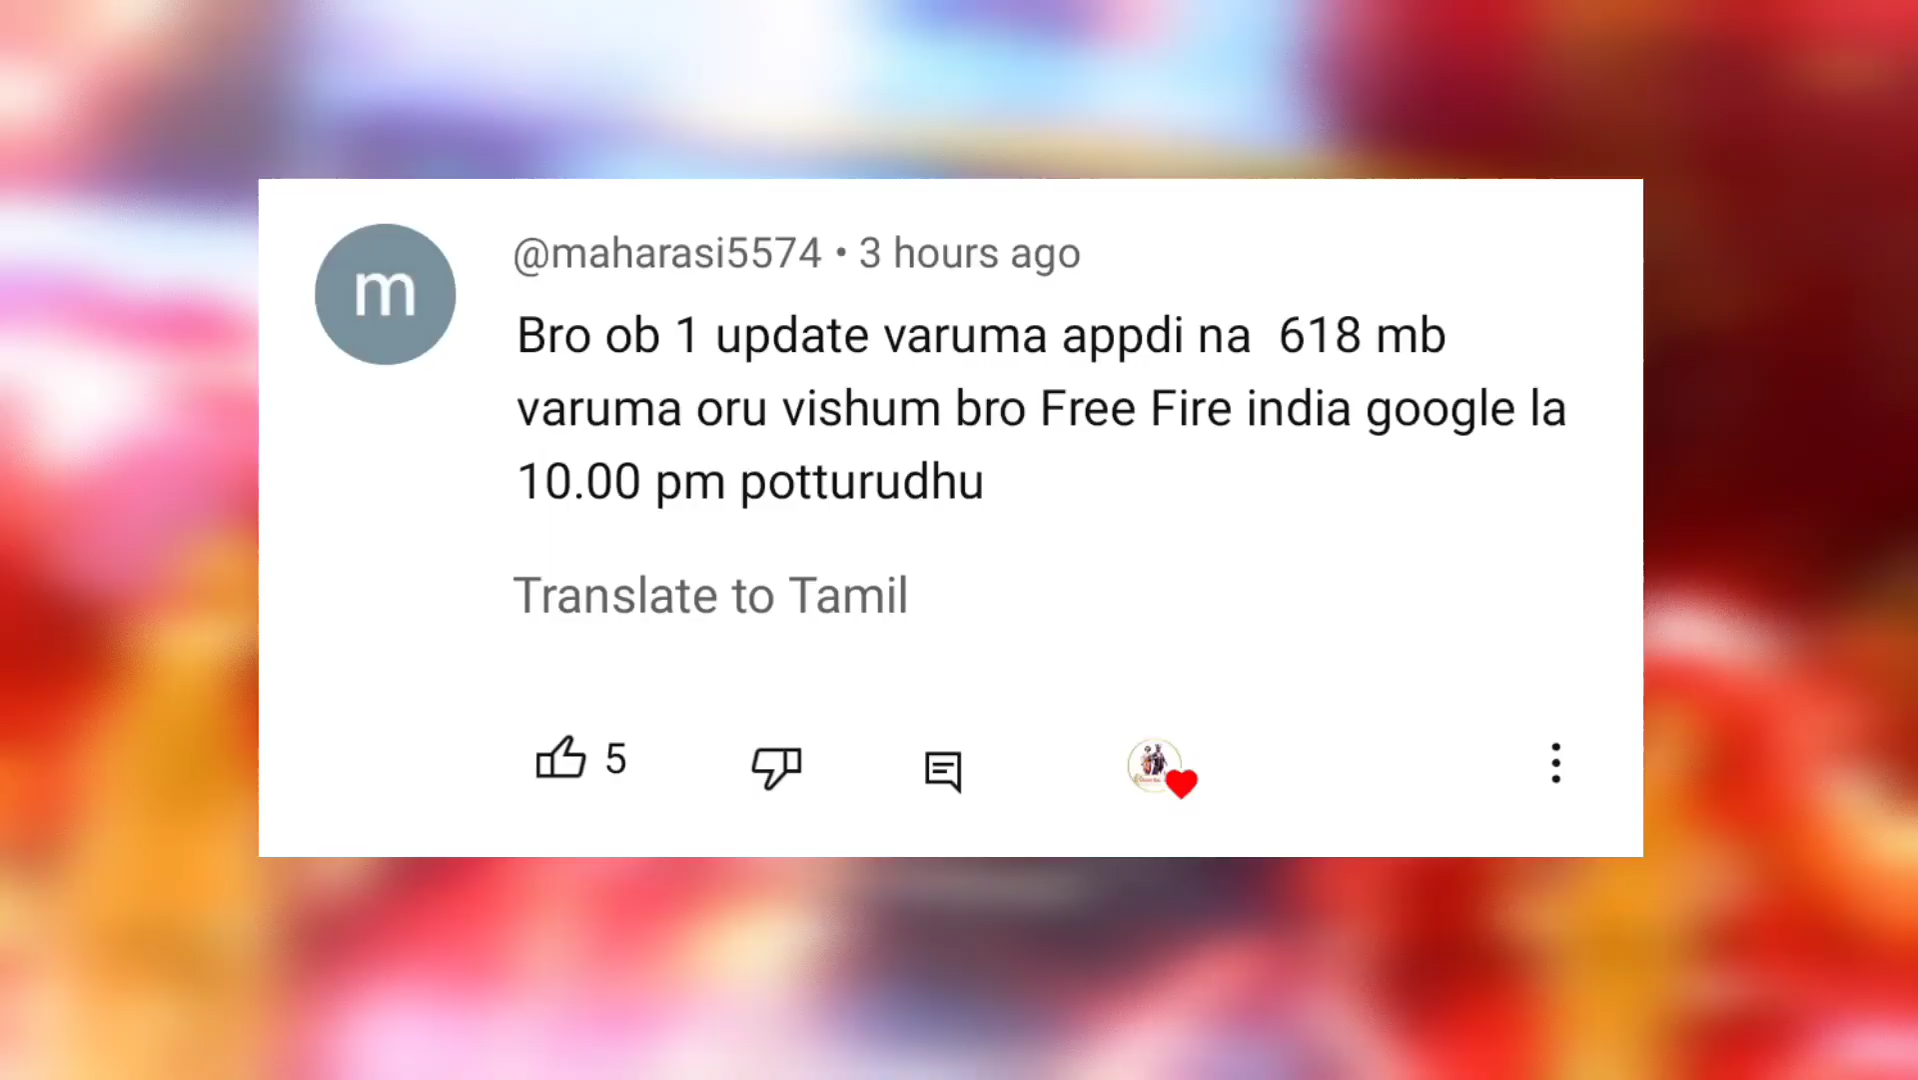 m
@maharasi5574 • 3 hours ago
Bro ob 1 update varuma appdi na  618 mb
varuma oru vishum bro Free Fire india google la
10.00 pm potturudhu
Translate to Tamil
5